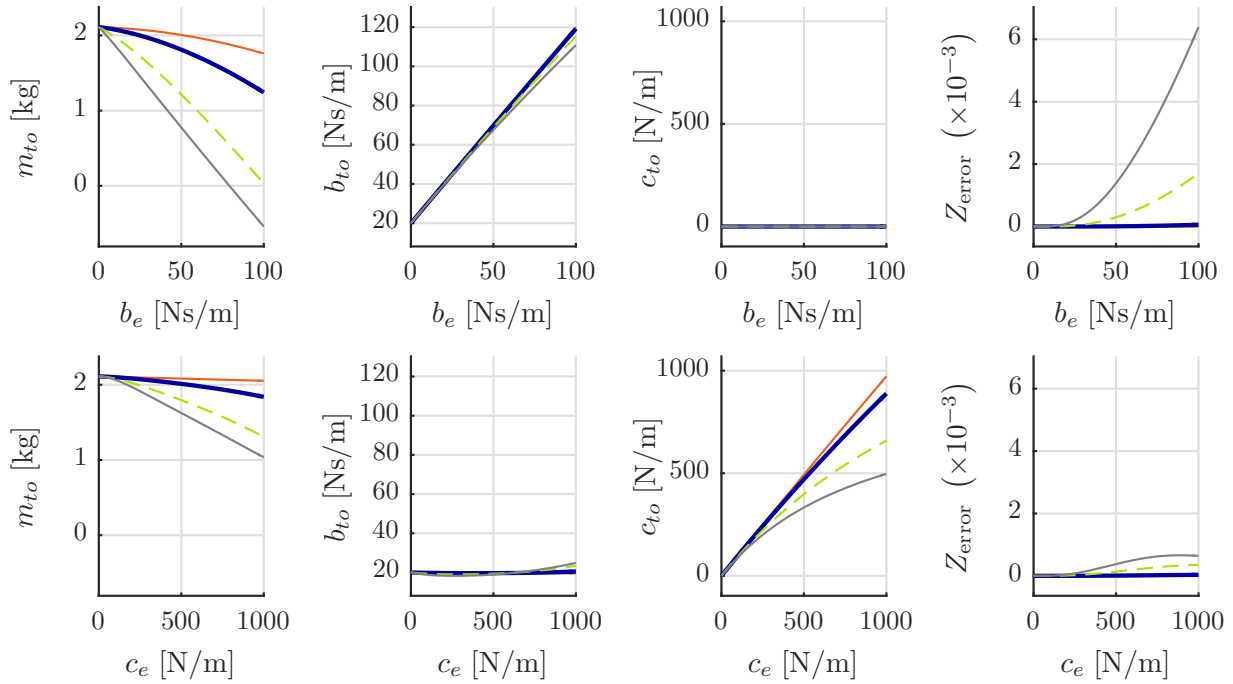 m_to [kg]
2
1
0
0 50 100
b_e [Ns/m]
b_to [Ns/m]
120
100
80
60
40
20
0 50 100
b_e [Ns/m]
c_to [N/m]
1000
500
0
0 50 100
b_e [Ns/m]
Z_error (×10⁻³)
6
4
2
0
0 50 100
b_e [Ns/m]
m_to [kg]
2
1
0
0 500 1000
c_e [N/m]
b_to [Ns/m]
120
100
80
60
40
20
0 500 1000
c_e [N/m]
c_to [N/m]
1000
500
0
0 500 1000
c_e [N/m]
Z_error (×10⁻³)
6
4
2
0
0 500 1000
c_e [N/m]